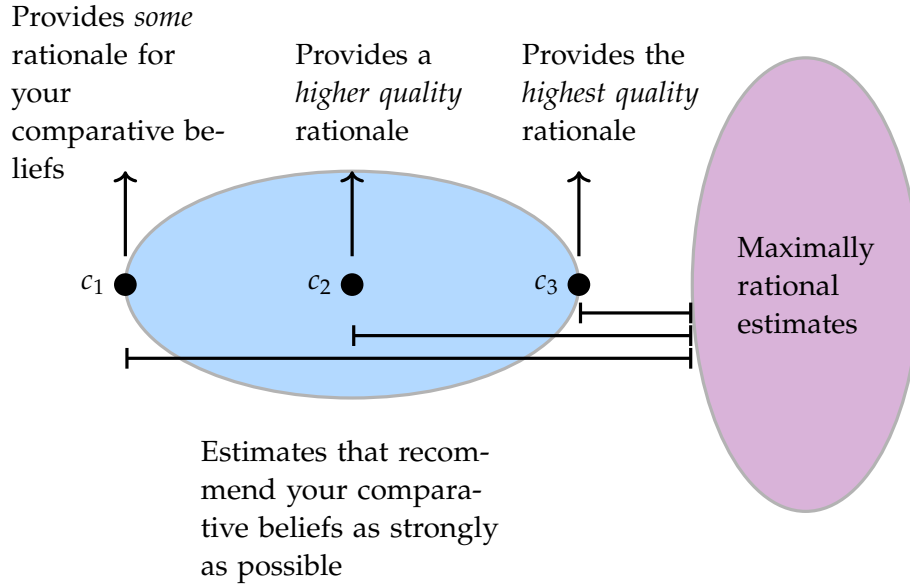 Provides some
rationale for
your
comparative be-
liefs
Provides a
higher quality
rationale
Provides the
highest quality
rationale
c1
c2
c3
Maximally
rational
estimates
Estimates that recom-
mend your compara-
tive beliefs as strongly
as possible